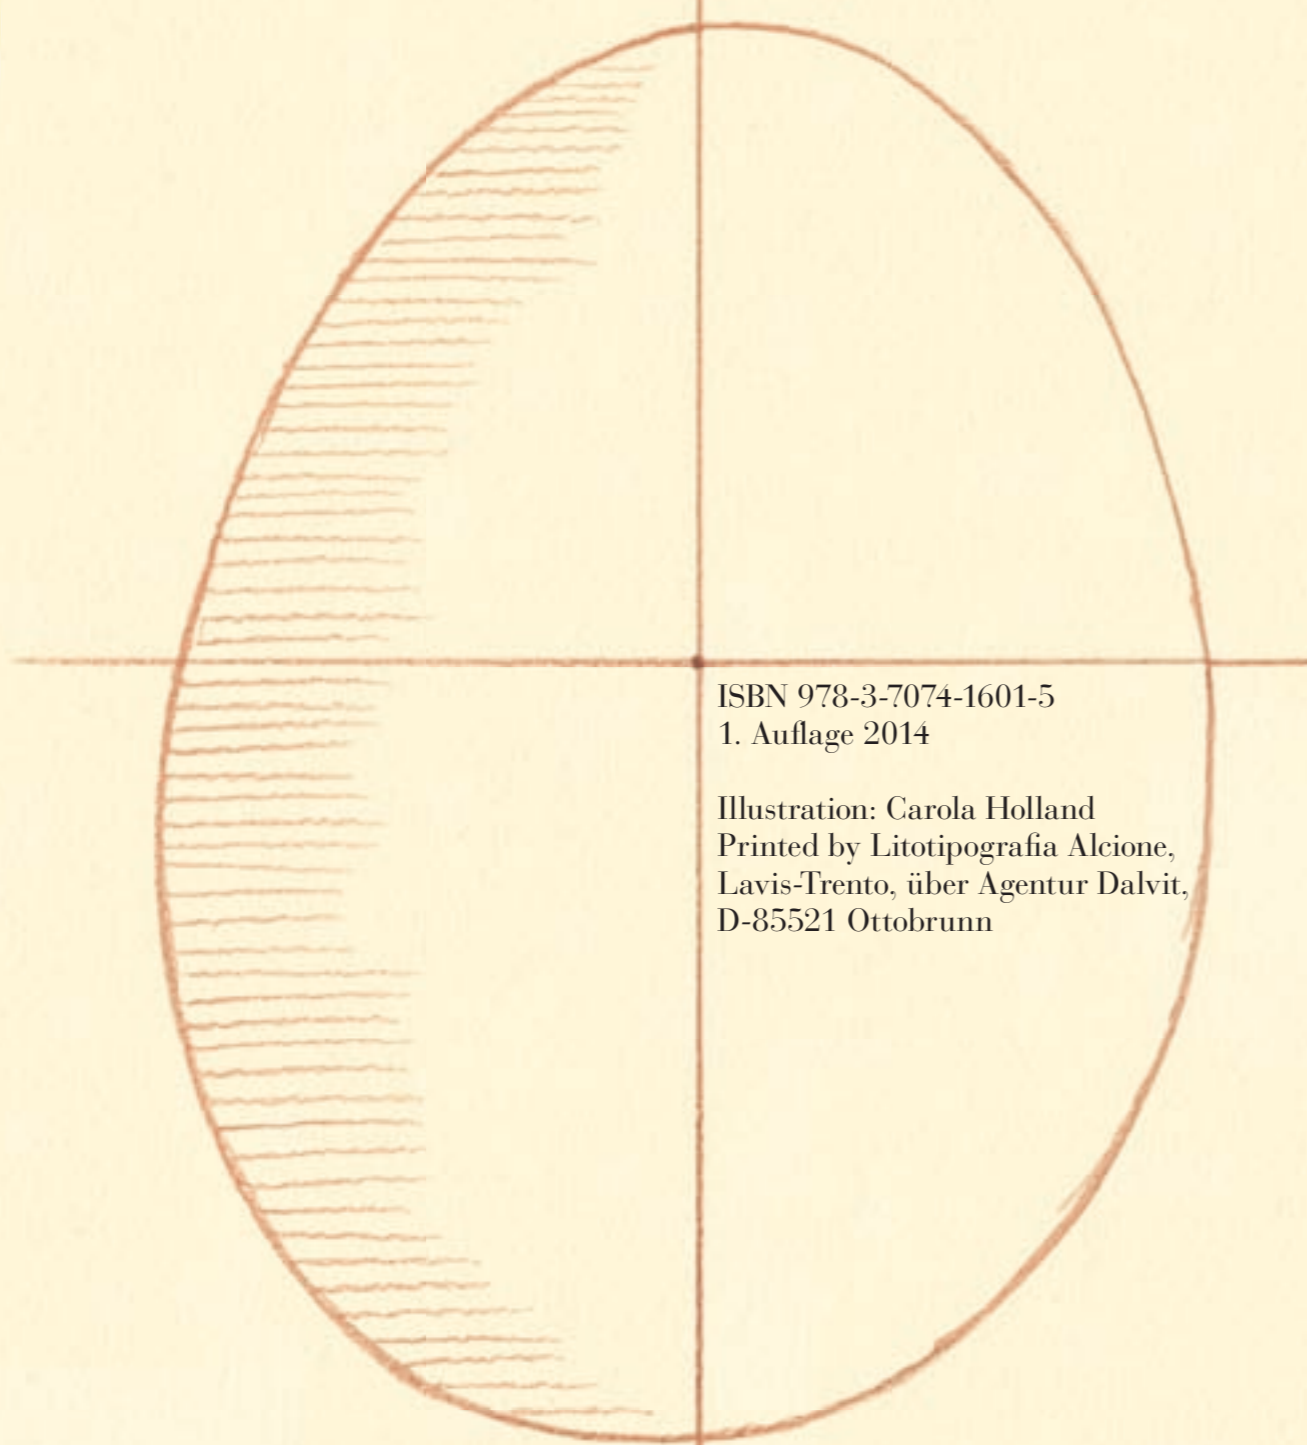 ISBN 978-3-7074-1601-5
1. Auflage 2014
Illustration: Carola Holland
Printed by Litotipografia Alcione,
Lavis-Trento, über Agentur Dalvit,
D-85521 Ottobrunn